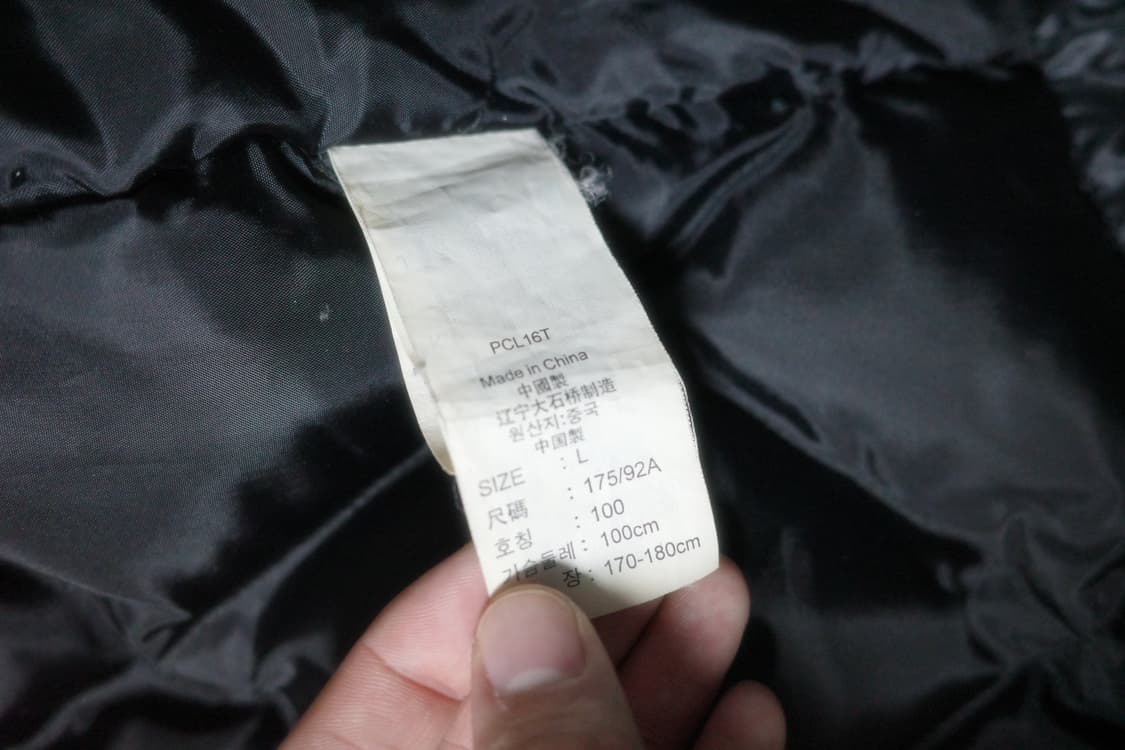 PCL16T
Made in China
中國製
辽宁大石桥制造
원산지:중국
中国製
SIZE : L
尺碼 : 175/92A
호칭 : 100
가슴둘레 : 100cm
장 : 170-180cm